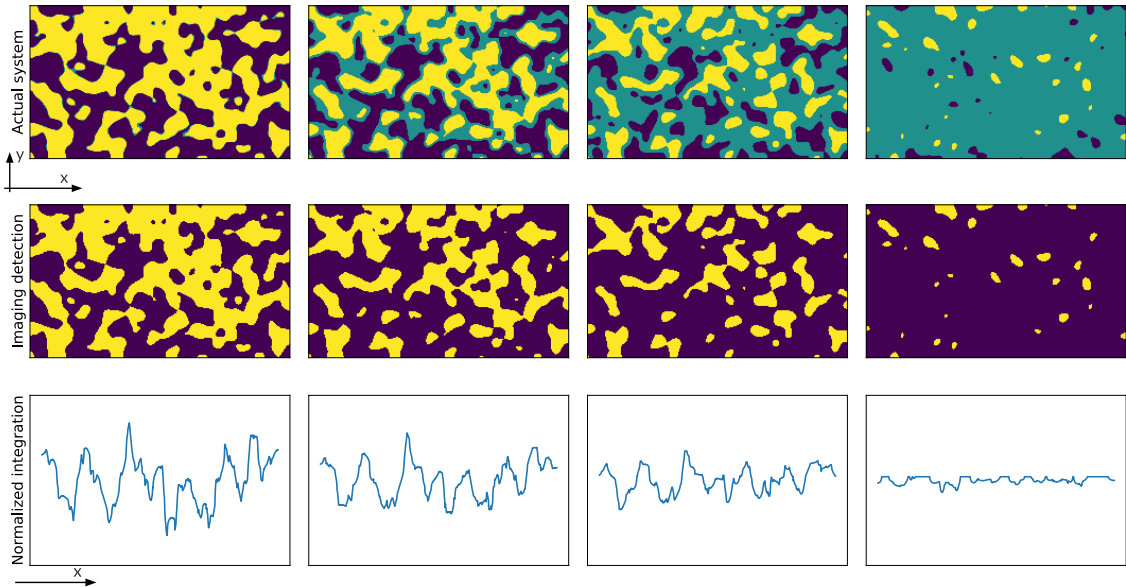 Actual system
y
x
Imaging detection
Normalized integration
x